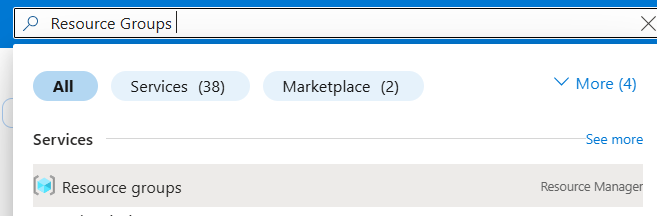 Resource Groups
All Services (38) Marketplace (2) More (4)
Services See more
Resource groups Resource Manager